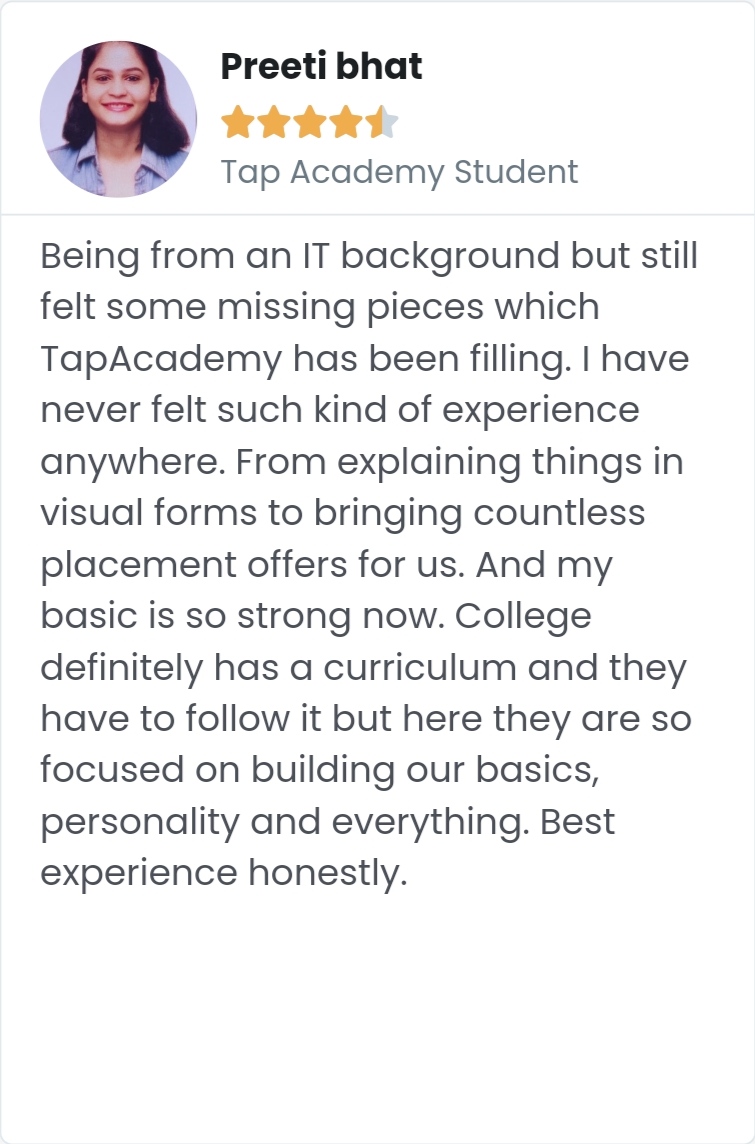 Preeti bhat
Tap Academy Student
Being from an IT background but still
felt some missing pieces which
TapAcademy has been filling. I have
never felt such kind of experience
anywhere. From explaining things in
visual forms to bringing countless
placement offers for us. And my
basic is so strong now. College
definitely has a curriculum and they
have to follow it but here they are so
focused on building our basics,
personality and everything. Best
experience honestly.